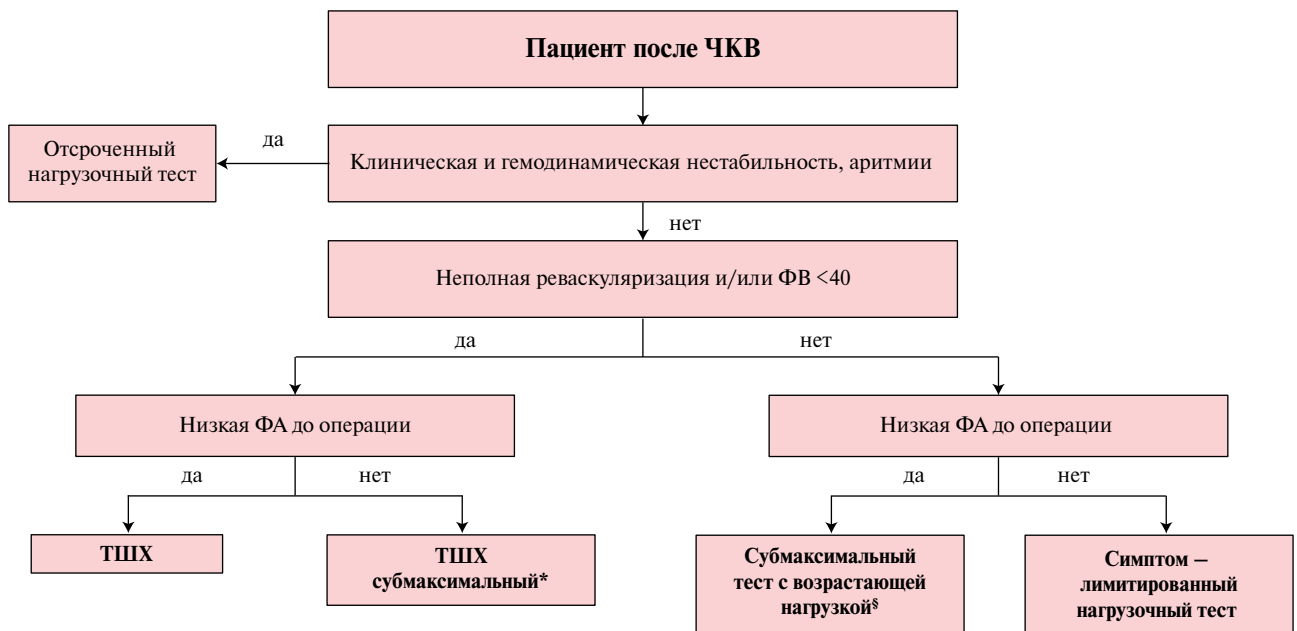 Пациент после ЧКВ
да
Отсроченный
нагрузочный тест
Клиническая и гемодинамическая нестабильность, аритмии
нет
Неполная реваскуляризация и/или ФВ <40
да
нет
Низкая ФА до операции
Низкая ФА до операции
да
нет
да
нет
ТШХ
ТШХ
субмаксимальный*
Субмаксимальный
тест с возрастающей
нагрузкой§
Симптом –
лимитированный
нагрузочный тест